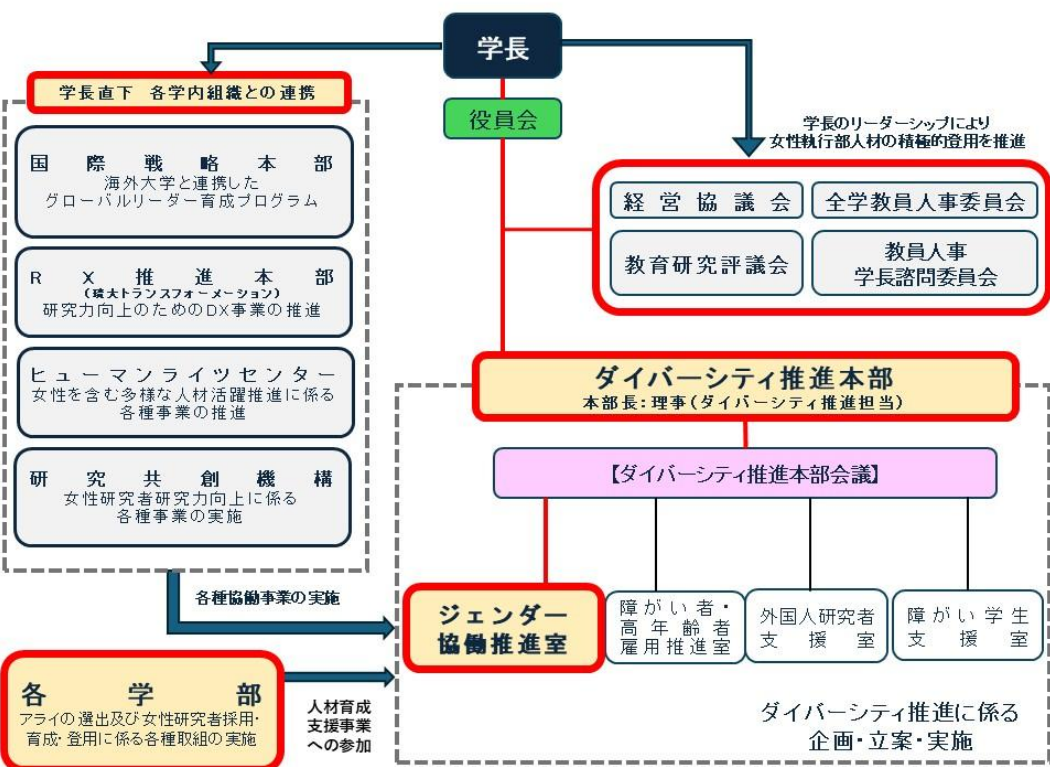 学長
学長直下 各学内組織との連携
役員会
学長のリーダーシップにより
女性執行部人材の積極的登用を推進
国際戦略本部
海外大学と連携した
グローバルリーダー育成プログラム
RX推進本部
(琉大トランスフォーメーション)
研究力向上のためのDX事業の推進
ヒューマンライツセンター
女性を含む多様な人材活躍推進に係る
各種事業の推進
研究共創機構
女性研究者研究力向上に係る
各種事業の実施
経営協議会
全学教員人事委員会
教育研究評議会
教員人事
学長諮問委員会
ダイバーシティ推進本部
本部長:理事(ダイバーシティ推進担当)
【ダイバーシティ推進本部会議】
各種協働事業の実施
ジェンダー
協働推進室
障がい者・
高年齢者
雇用推進室
外国人研究者
支援室
障がい学生
支援室
各学部
アライの選出及び女性研究者採用・
育成・登用に係る各種取組の実施
人材育成
支援事業
への参加
ダイバーシティ推進に係る
企画・立案・実施